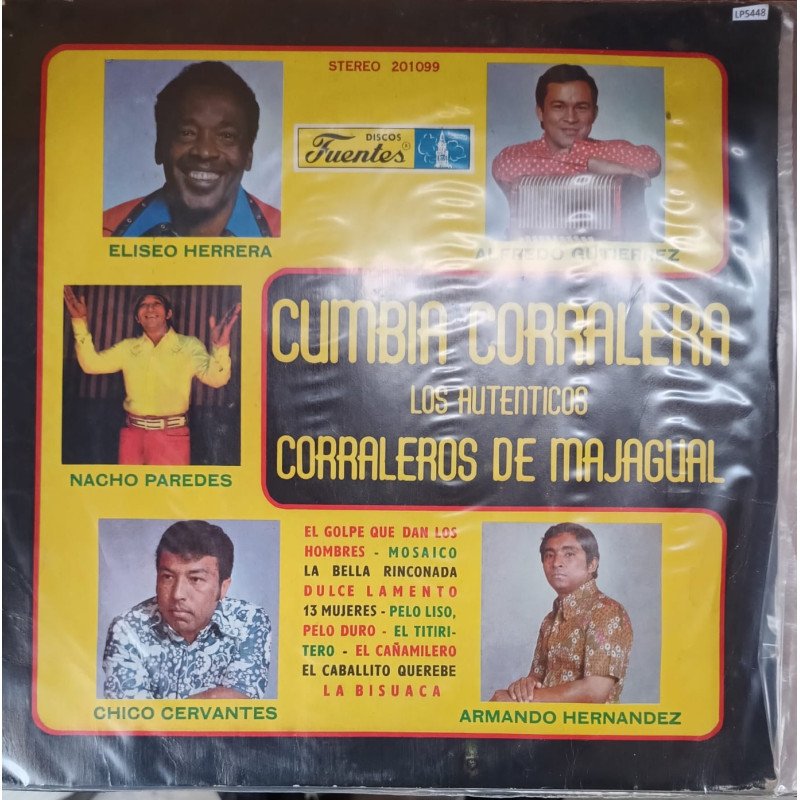 LP5448
STEREO 201099
DISCOS
Fuentes
ELISEO HERRERA
ALFREDO GUTIERREZ
CUMBIA CORRALERA
LOS AUTENTICOS
CORRALEROS DE MAJAGUAL
NACHO PAREDES
EL GOLPE QUE DAN LOS
HOMBRES - MOSAICO
LA BELLA RINCONADA
DULCE LAMENTO
13 MUJERES - PELO LISO,
PELO DURO - EL TITIRI-
TERO - EL CAÑAMILERO
EL CABALLITO QUEREBE
LA BISUACA
CHICO CERVANTES
ARMANDO HERNANDEZ